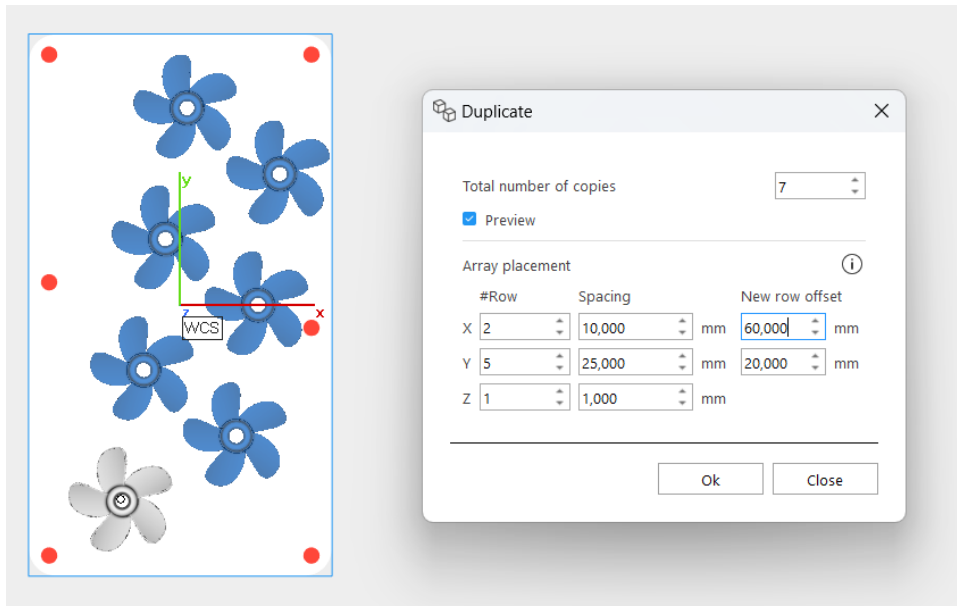 Duplicate
Total number of copies 7
Preview
Array placement
#Row Spacing New row offset
X 2 10,000 mm 60,000 mm
Y 5 25,000 mm 20,000 mm
Z 1 1,000 mm
Ok Close
y
z x
WCS